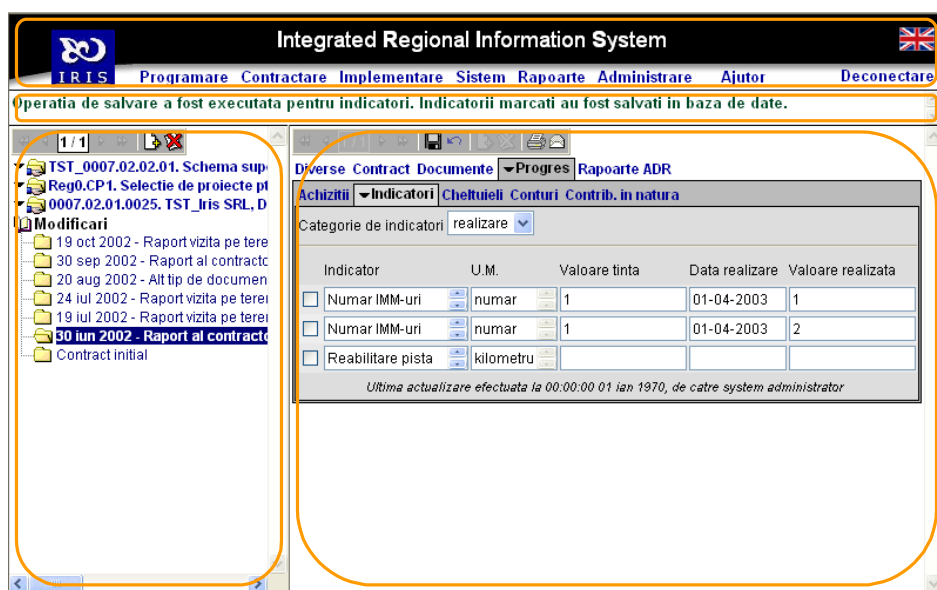 Integrated Regional Information System
IRIS
Programare Contractare Implementare Sistem Rapoarte Administrare Ajutor Deconectare
Operatia de salvare a fost executata pentru indicatori. Indicatorii marcati au fost salvati in baza de date.
1/1
TST_0007.02.02.01. Schema supo
Reg0.CP1. Selectie de proiecte pt
0007.02.01.0025. TST_Iris SRL, D
Modificari
19 oct 2002 - Raport vizita pe tere
30 sep 2002 - Raport al contracto
20 aug 2002 - Alt tip de documen
24 iul 2002 - Raport vizita pe teren
19 iul 2002 - Raport vizita pe teren
30 iun 2002 - Raport al contracto
Contract initial
1/1
Diverse Contract Documente Progres Rapoarte ADR
Achizitii Indicatori Cheltuieli Conturi Contrib. in natura
Categorie de indicatori realizare
Indicator U.M. Valoare tinta Data realizare Valoare realizata
Numar IMM-uri numar 1 01-04-2003 1
Numar IMM-uri numar 1 01-04-2003 2
Reabilitare pista kilometru
Ultima actualizare efectuata la 00:00:00 01 ian 1970, de catre system administrator